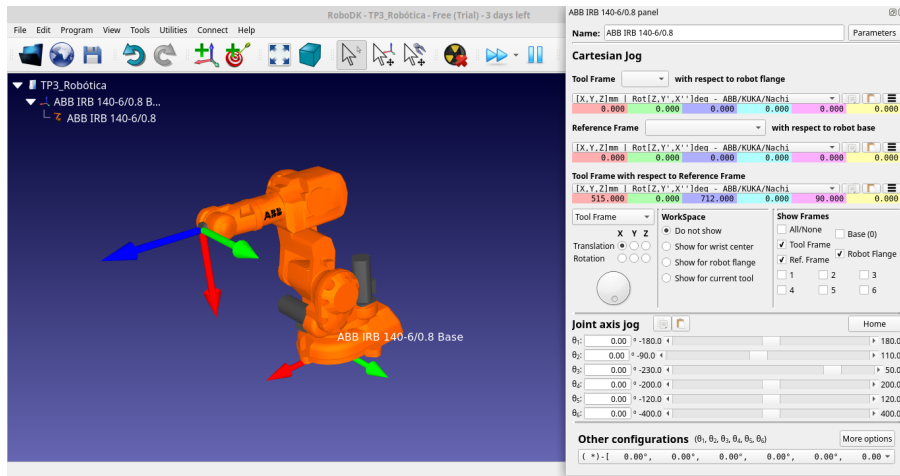 RoboDK - TP3_Robótica - Free (Trial) - 3 days left
File Edit Program View Tools Utilities Connect Help
TP3_Robótica
ABB IRB 140-6/0.8 B...
ABB IRB 140-6/0.8
ABB
ABB IRB 140-6/0.8 Base
ABB IRB 140-6/0.8 panel
Name: ABB IRB 140-6/0.8 Parameters
Cartesian Jog
Tool Frame with respect to robot flange
[X,Y,Z]mm | Rot[Z,Y',X'']deg - ABB/KUKA/Nachi
0.000 0.000 0.000 0.000 0.000 0.000
Reference Frame with respect to robot base
[X,Y,Z]mm | Rot[Z,Y',X'']deg - ABB/KUKA/Nachi
0.000 0.000 0.000 0.000 0.000 0.000
Tool Frame with respect to Reference Frame
[X,Y,Z]mm | Rot[Z,Y',X'']deg - ABB/KUKA/Nachi
515.000 0.000 712.000 0.000 90.000 0.000
Tool Frame
X Y Z
Translation
Rotation
WorkSpace
Do not show
Show for wrist center
Show for robot flange
Show for current tool
Show Frames
All/None Base (0)
Tool Frame
Robot Flange
Ref. Frame
1 2 3
4 5 6
Joint axis jog Home
θ₁: 0.00 º -180.0 180.0
θ₂: 0.00 º -90.0 110.0
θ₃: 0.00 º -230.0 50.0
θ₄: 0.00 º -200.0 200.0
θ₅: 0.00 º -120.0 120.0
θ₆: 0.00 º -400.0 400.0
Other configurations (θ₁, θ₂, θ₃, θ₄, θ₅, θ₆) More options
( *)-[ 0.00°, 0.00°, 0.00°, 0.00°, 0.00°, 0.00